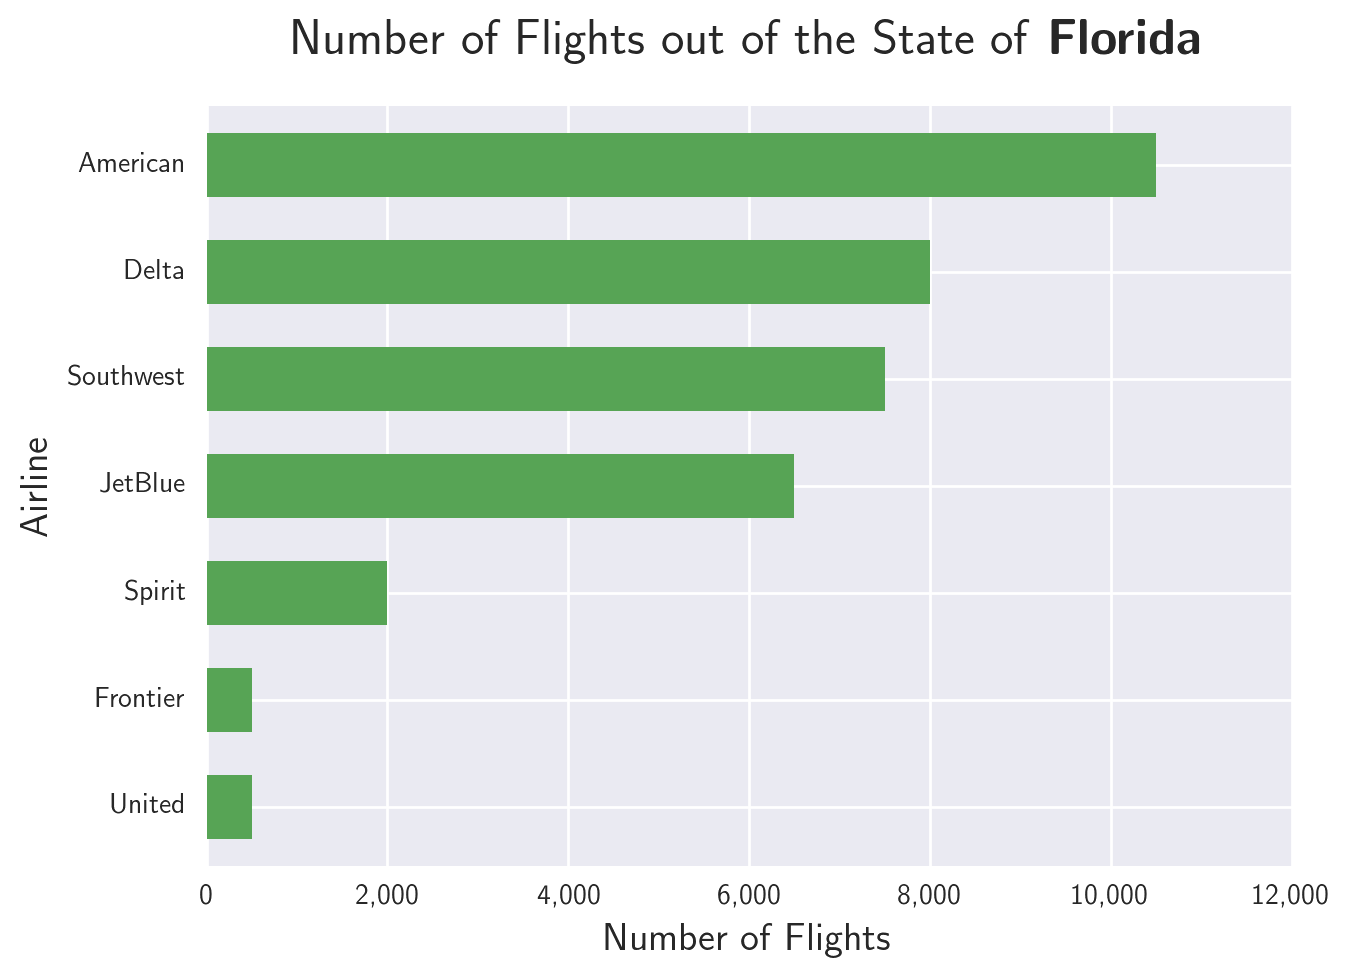 Number of Flights out of the State of Florida
American
Delta
Southwest
JetBlue
Spirit
Frontier
United
Airline
0 2,000 4,000 6,000 8,000 10,000 12,000
Number of Flights